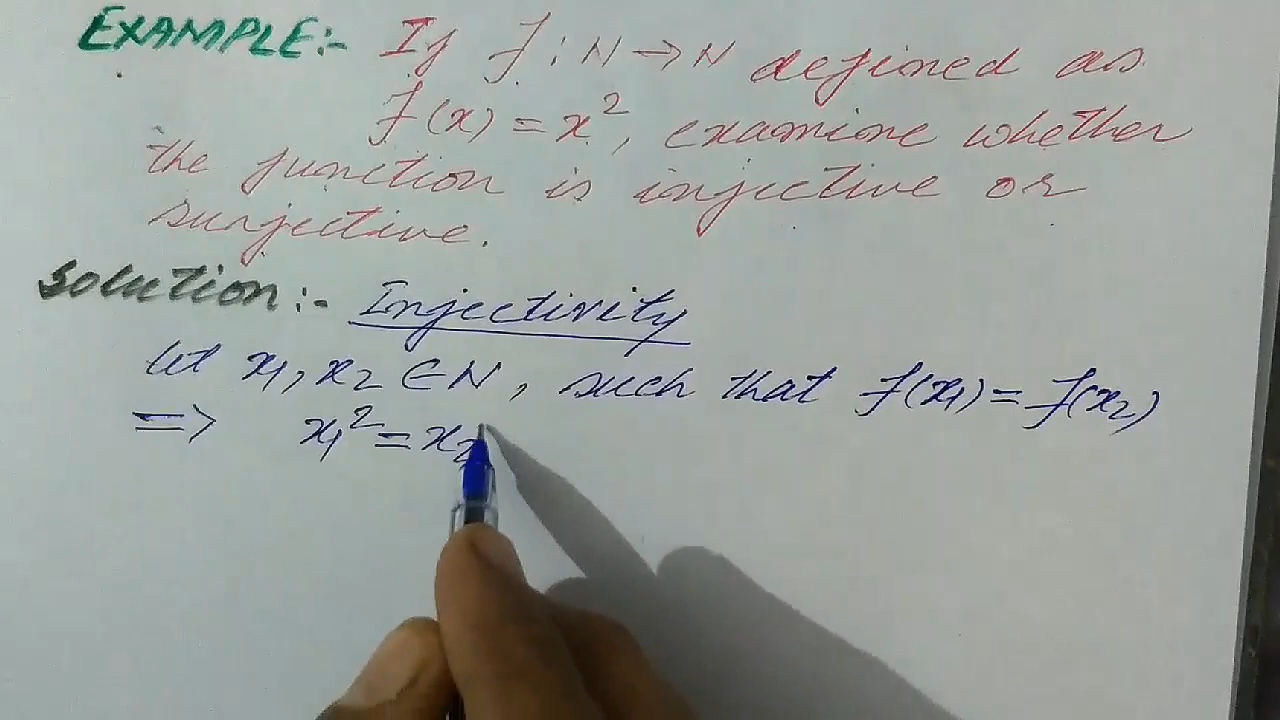 EXAMPLE:- If f : N → N defined as
f(x) = x², examine whether
the function is injective or
surjective.
Solution:- Injectivity
let x₁, x₂ ∈ N, such that f(x₁) = f(x₂)
=> x₁² = x₂